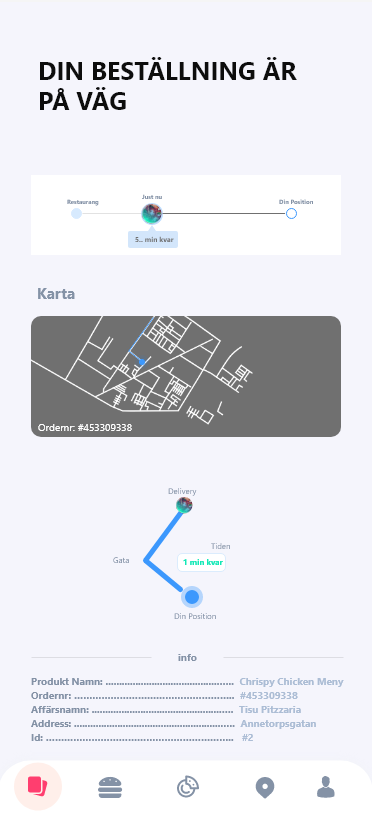 DIN BESTÄLLNING ÄR
PÅ VÄG
Restaurang
Just nu
Din Position
5.. min kvar
Karta
Ordernr: #453309338
Delivery
Tiden
Gata
1 min kvar
Din Position
info
Produkt Namn: ................................................ Chrispy Chicken Meny
Ordernr: ............................................................ #453309338
Affärsnamn: ..................................................... Tisu Pitzzaria
Address: ............................................................ Annetorpsgatan
Id: ...................................................................... #2